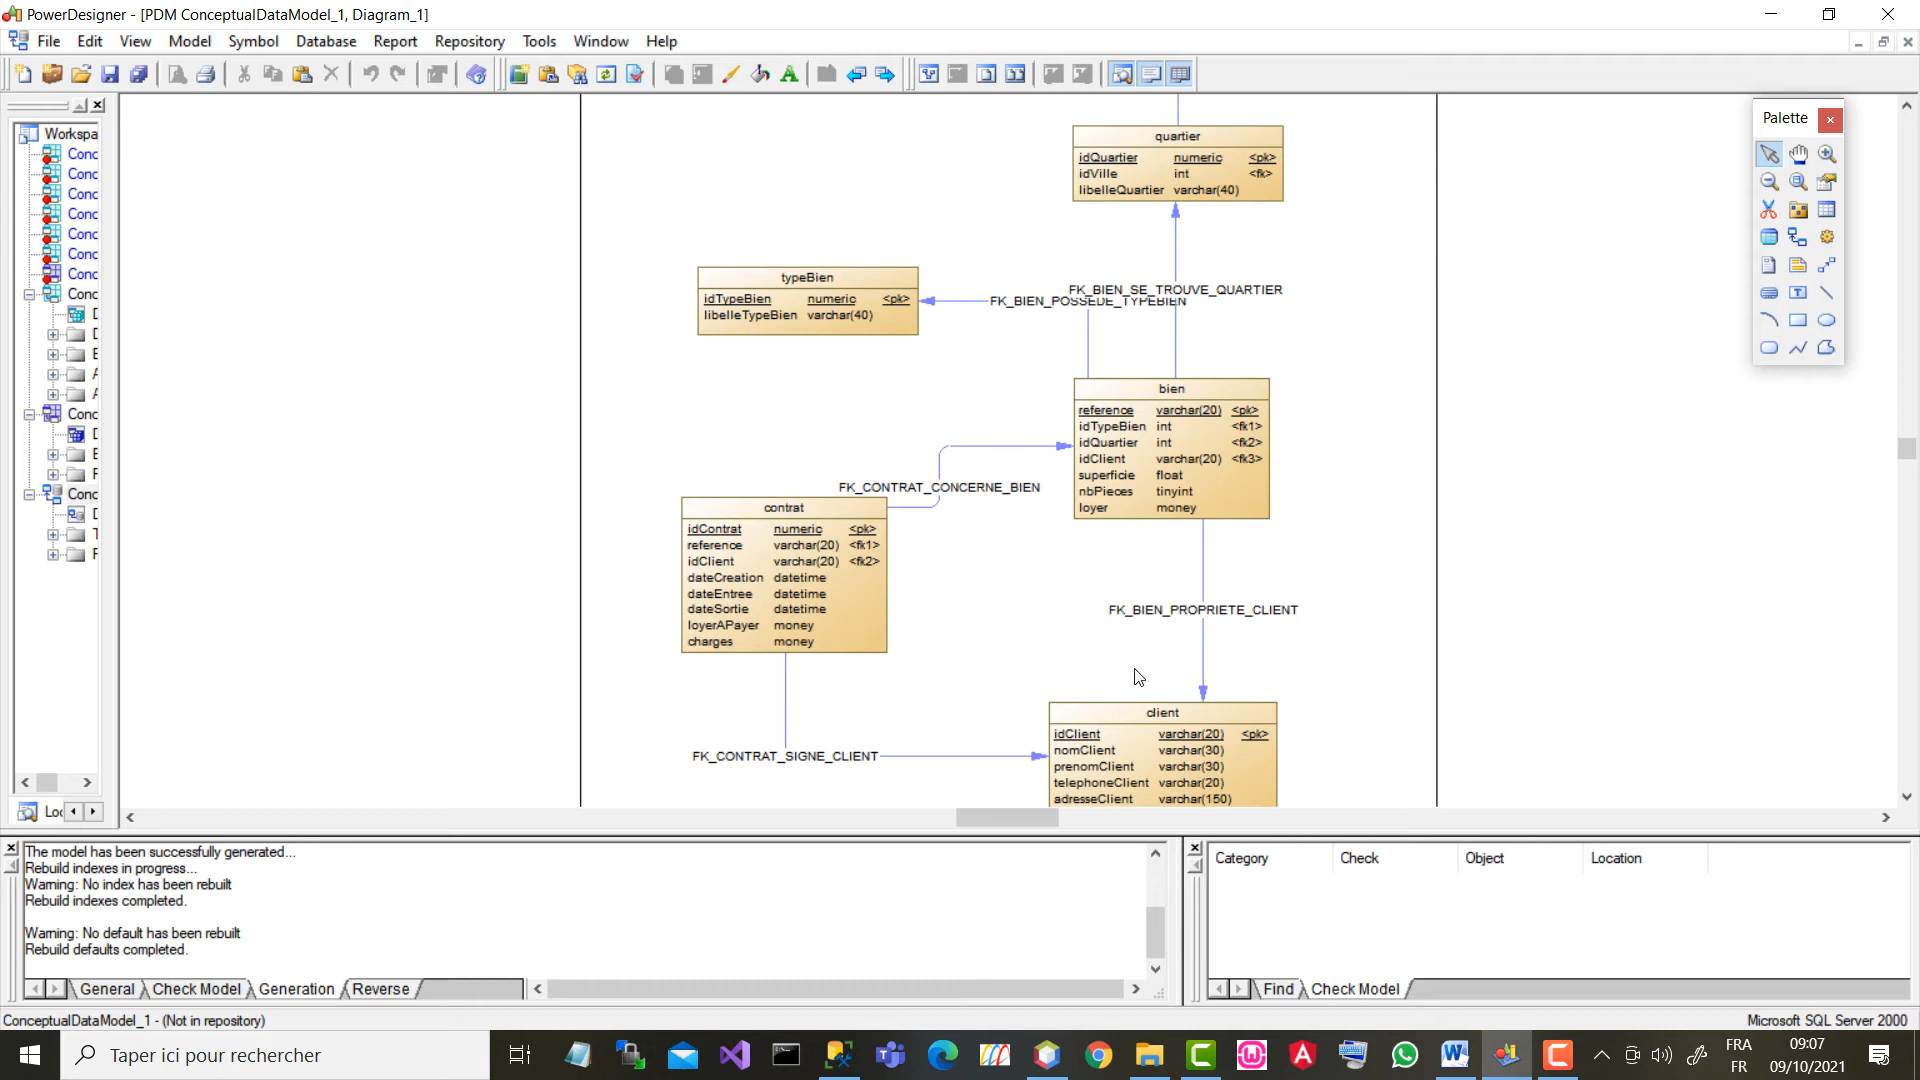 PowerDesigner - [PDM ConceptualDataModel_1, Diagram_1]
File Edit View Model Symbol Database Report Repository Tools Window Help
Workspa
Conc
Conc
Conc
Conc
Conc
Conc
Conc
Conc
D
D
E
A
A
Conc
D
E
F
Conc
D
T
F
Loc
quartier
idQuartier numeric <pk>
idVille int <fk>
libelleQuartier varchar(40)
typeBien
idTypeBien numeric <pk>
libelleTypeBien varchar(40)
FK_BIEN_SE_TROUVE_QUARTIER
FK_BIEN_POSSEDE_TYPEBIEN
bien
reference varchar(20) <pk>
idTypeBien int <fk1>
idQuartier int <fk2>
idClient varchar(20) <fk3>
superficie float
nbPieces tinyint
loyer money
FK_CONTRAT_CONCERNE_BIEN
contrat
idContrat numeric <pk>
reference varchar(20) <fk1>
idClient varchar(20) <fk2>
dateCreation datetime
dateEntree datetime
dateSortie datetime
loyerAPayer money
charges money
FK_BIEN_PROPRIETE_CLIENT
FK_CONTRAT_SIGNE_CLIENT
client
idClient varchar(20) <pk>
nomClient varchar(30)
prenomClient varchar(30)
telephoneClient varchar(20)
adresseClient varchar(150)
Palette
The model has been successfully generated...
Rebuild indexes in progress...
Warning: No index has been rebuilt
Rebuild indexes completed.
Warning: No default has been rebuilt
Rebuild defaults completed.
General Check Model Generation Reverse
Category Check Object Location
Find Check Model
ConceptualDataModel_1 - (Not in repository)
Microsoft SQL Server 2000
Taper ici pour rechercher
FRA
FR
09:07
09/10/2021